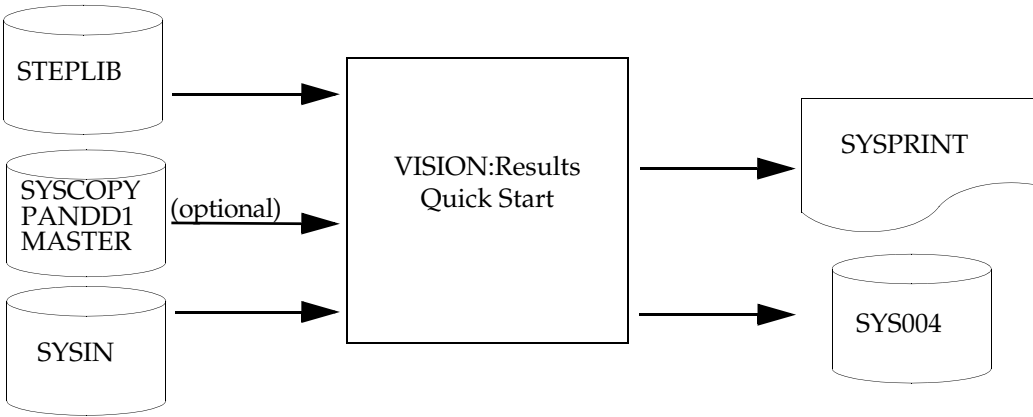 STEPLIB
SYSCOPY
PANDD1
MASTER
(optional)
SYSIN
VISION:Results
Quick Start
SYSPRINT
SYS004